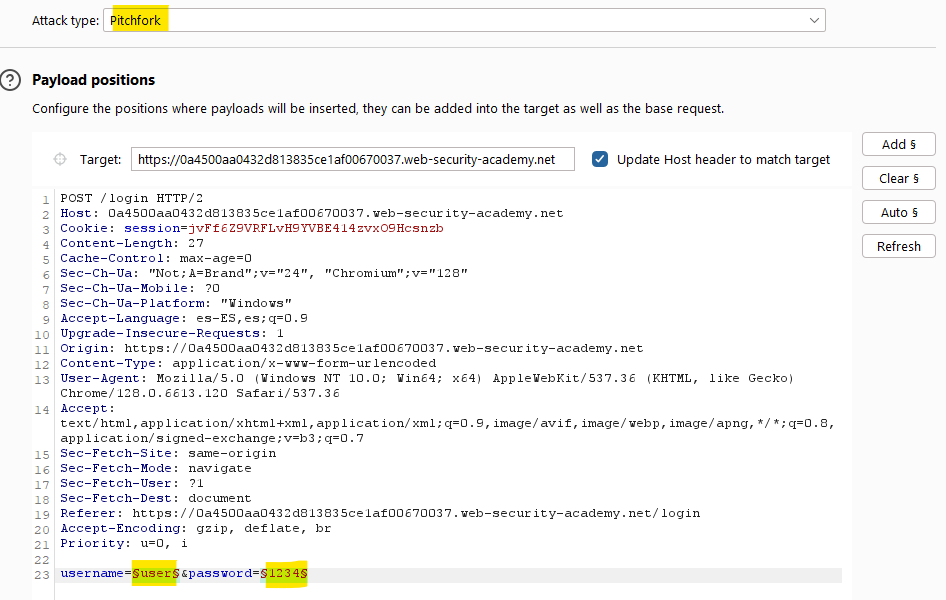 Attack type: Pitchfork
Payload positions
Configure the positions where payloads will be inserted, they can be added into the target as well as the base request.
Target: https://0a4500aa0432d813835ce1af00670037.web-security-academy.net Update Host header to match target
Add §
Clear §
Auto §
Refresh
1 POST /login HTTP/2
2 Host: 0a4500aa0432d813835ce1af00670037.web-security-academy.net
3 Cookie: session=jvFf6Z9VRFLvH9YVBE414zvxO9Hcsnzb
4 Content-Length: 27
5 Cache-Control: max-age=0
6 Sec-Ch-Ua: "Not;A=Brand";v="24", "Chromium";v="128"
7 Sec-Ch-Ua-Mobile: ?0
8 Sec-Ch-Ua-Platform: "Windows"
9 Accept-Language: es-ES,es;q=0.9
10 Upgrade-Insecure-Requests: 1
11 Origin: https://0a4500aa0432d813835ce1af00670037.web-security-academy.net
12 Content-Type: application/x-www-form-urlencoded
13 User-Agent: Mozilla/5.0 (Windows NT 10.0; Win64; x64) AppleWebKit/537.36 (KHTML, like Gecko)
Chrome/128.0.6613.120 Safari/537.36
14 Accept:
text/html,application/xhtml+xml,application/xml;q=0.9,image/avif,image/webp,image/apng,*/*;q=0.8,
application/signed-exchange;v=b3;q=0.7
15 Sec-Fetch-Site: same-origin
16 Sec-Fetch-Mode: navigate
17 Sec-Fetch-User: ?1
18 Sec-Fetch-Dest: document
19 Referer: https://0a4500aa0432d813835ce1af00670037.web-security-academy.net/login
20 Accept-Encoding: gzip, deflate, br
21 Priority: u=0, i
22
23 username=§user§&password=§1234§